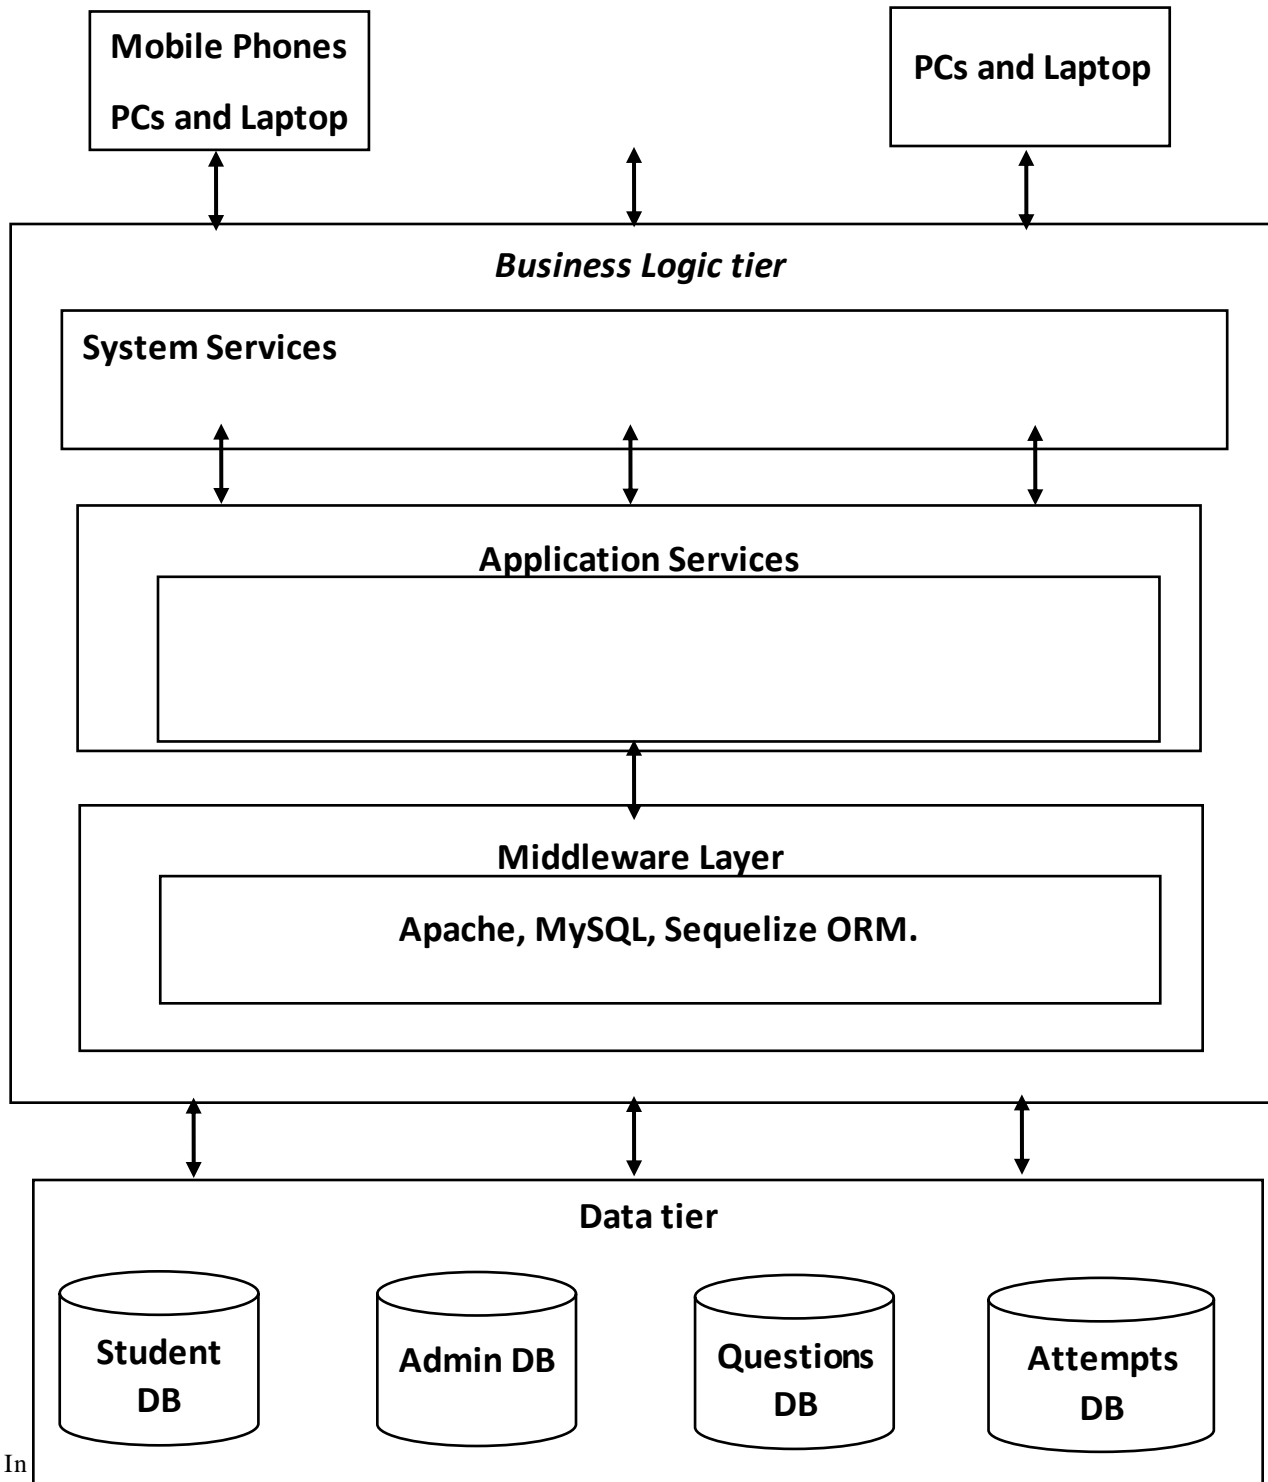 Mobile Phones
PCs and Laptop
PCs and Laptop
Business Logic tier
System Services
Application Services
Middleware Layer
Apache, MySQL, Sequelize ORM.
Data tier
Student
DB
Admin DB
Questions
DB
Attempts
DB
In